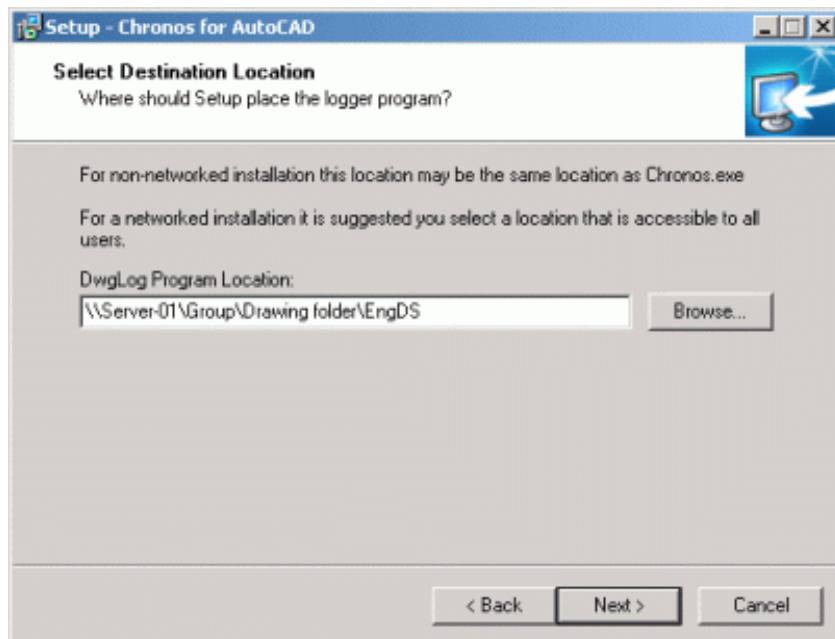 Setup - Chronos for AutoCAD
Select Destination Location
Where should Setup place the logger program?
For non-networked installation this location may be the same location as Chronos.exe
For a networked installation it is suggested you select a location that is accessible to all
users.
DwgLog Program Location:
\\Server-01\Group\Drawing folder\EngDS
Browse...
< Back
Next >
Cancel